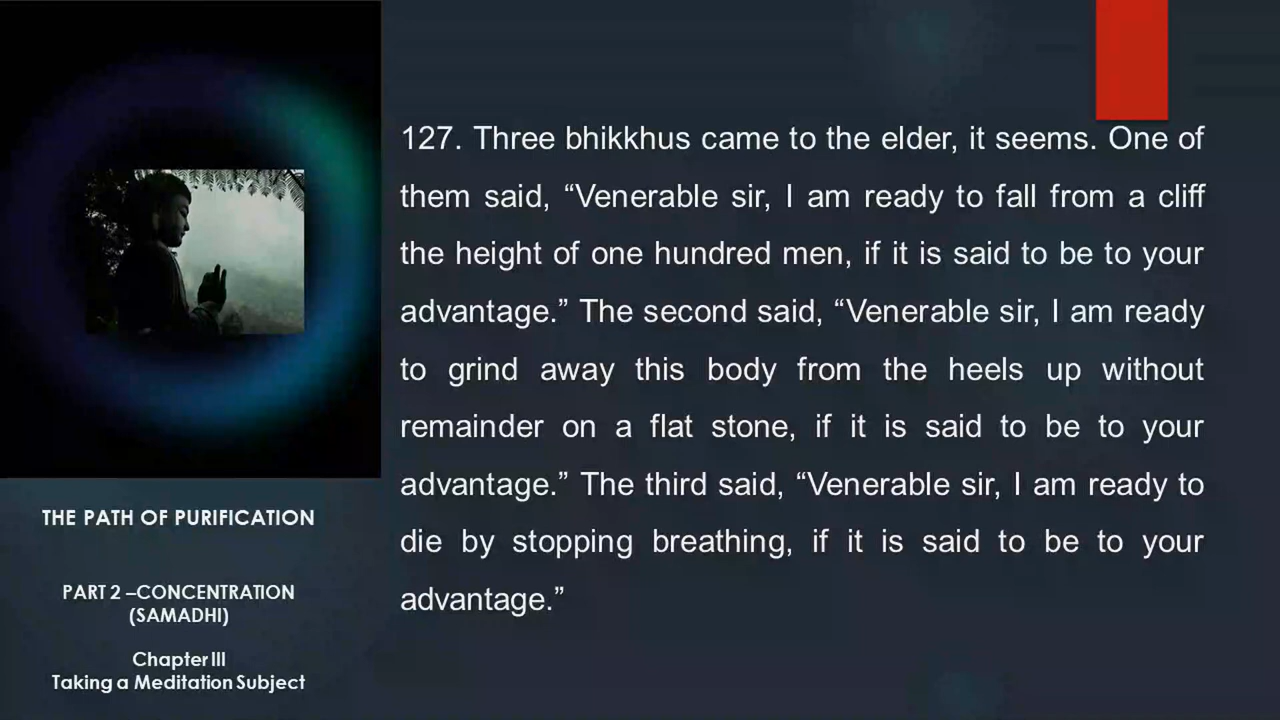 127. Three bhikkhus came to the elder, it seems. One of
them said, “Venerable sir, I am ready to fall from a cliff
the height of one hundred men, if it is said to be to your
advantage.” The second said, “Venerable sir, I am ready
to grind away this body from the heels up without
remainder on a flat stone, if it is said to be to your
advantage.” The third said, “Venerable sir, I am ready to
die by stopping breathing, if it is said to be to your
advantage.”
THE PATH OF PURIFICATION
PART 2 –CONCENTRATION
(SAMADHI)
Chapter III
Taking a Meditation Subject